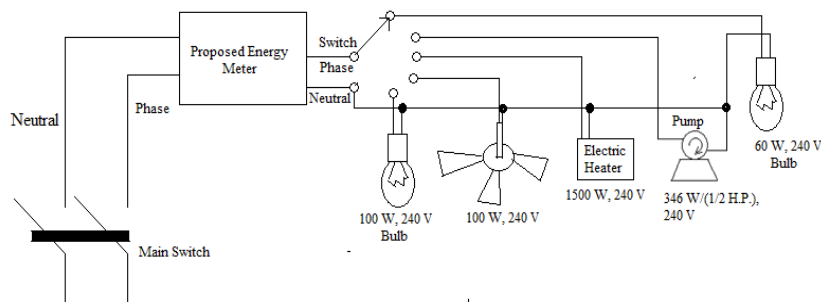 Proposed Energy
Meter
Switch
Phase
Neutral
Neutral
Phase
Main Switch
100 W, 240 V
Bulb
100 W, 240 V
Electric
Heater
1500 W, 240 V
Pump
346 W/(1/2 H.P.),
240 V
60 W, 240 V
Bulb